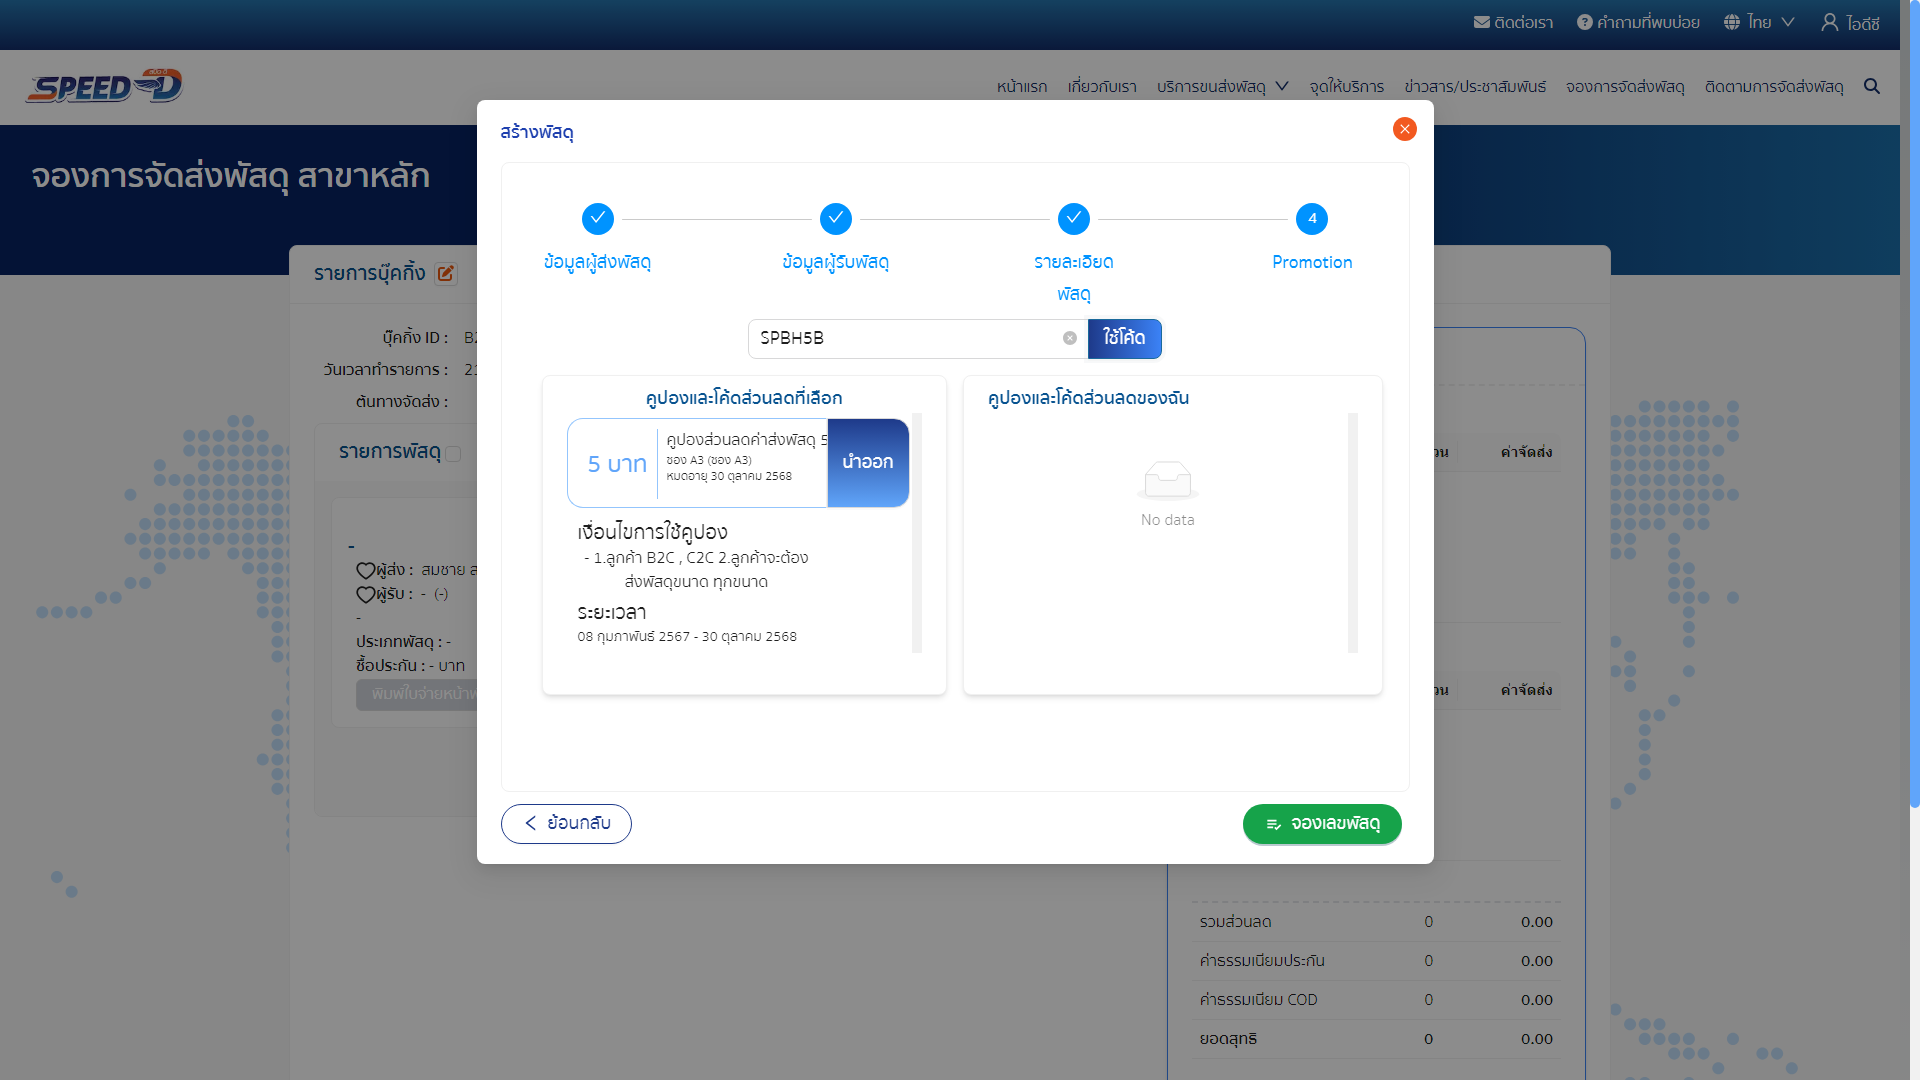 ติดต่อเรา
คำถามที่พบบ่อย
ไทย
ไอดีซี
SPEED-D
หน้าแรก
เกี่ยวกับเรา
บริการขนส่งพัสดุ
จุดให้บริการ
ข่าวสาร/ประชาสัมพันธ์
จองการจัดส่งพัสดุ
ติดตามการจัดส่งพัสดุ
จองการจัดส่งพัสดุ สาขาหลัก
สร้างพัสดุ
4
ข้อมูลผู้ส่งพัสดุ
ข้อมูลผู้รับพัสดุ
รายละเอียด
พัสดุ
Promotion
SPBH5B
ใช้โค้ด
คูปองและโค้ดส่วนลดที่เลือก
5 บาท
คูปองส่วนลดค่าส่งพัสดุ 5
ซอง A3 (ซอง A3)
หมดอายุ 30 ตุลาคม 2568
นำออก
เงื่อนไขการใช้คูปอง
- 1.ลูกค้า B2C , C2C 2.ลูกค้าจะต้อง
ส่งพัสดุขนาด ทุกขนาด
ระยะเวลา
08 กุมภาพันธ์ 2567 - 30 ตุลาคม 2568
คูปองและโค้ดส่วนลดของฉัน
No data
ย้อนกลับ
จองเลขพัสดุ
รายการบุ๊คกิ้ง
บุ๊คกิ้ง ID :
วันเวลาทำรายการ :
ต้นทางจัดส่ง :
รายการพัสดุ
-
ผู้ส่ง : สมชาย
ผู้รับ : - (-)
-
ประเภทพัสดุ : -
ซื้อประกัน : - บาท
พิมพ์ใบจ่ายหน้า
ค่าจัดส่ง
ค่าจัดส่ง
รวมส่วนลด 0 0.00
ค่าธรรมเนียมประกัน 0 0.00
ค่าธรรมเนียม COD 0 0.00
ยอดสุทธิ 0 0.00